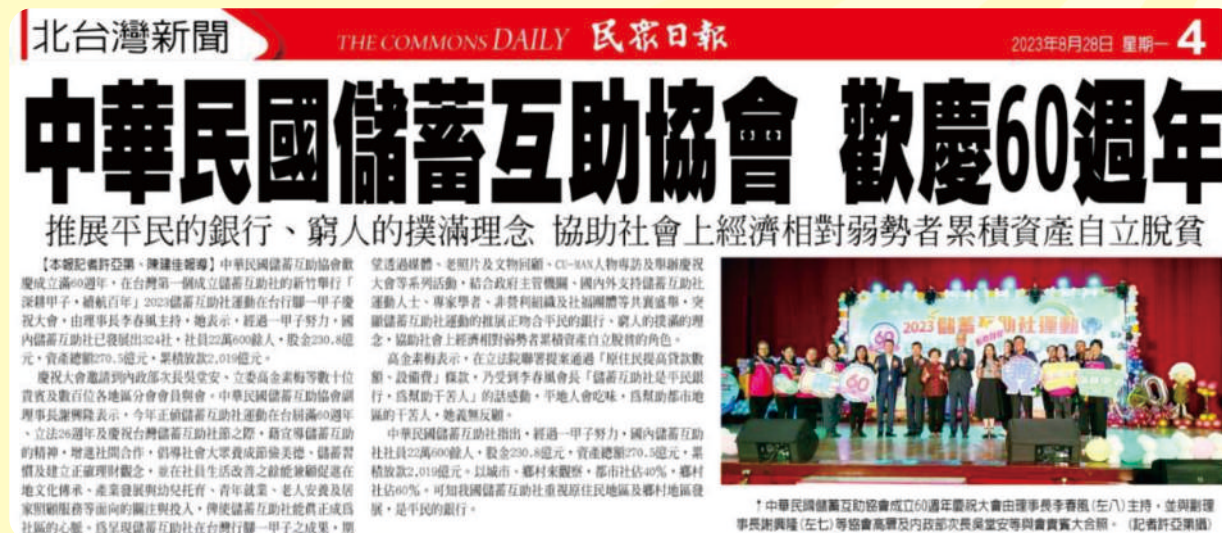 北台灣新聞
THE COMMONS DAILY 民眾日報
2023年8月28日 星期一 4
中華民國儲蓄互助協會 歡慶60週年
推展平民的銀行、窮人的撲滿理念 協助社會上經濟相對弱勢者累積資產自立脫貧
【本報記者許亞第、陳建佳報導】中華民國儲蓄互助協會歡
慶成立滿60週年,在台灣第一個成立儲蓄互助社的新竹舉行「
深耕甲子,續航百年」2023儲蓄互助社運動在台行腳一甲子慶
祝大會,由理事長李春風主持,她表示,經過一甲子努力,國
內儲蓄互助社已發展出324社,社員22萬600餘人,股金230.8億
元,資產總額270.5億元,累積放款2,019億元。
慶祝大會邀請到內政部次長吳堂安、立委高金素梅等數十位
貴賓及數百位各地區分會會員與會。中華民國儲蓄互助協會副
理事長謝興隆表示,今年正值儲蓄互助社運動在台屆滿60週年
、立法26週年及慶祝台灣儲蓄互助社節之際,藉宣導儲蓄互助
的精神,增進社間合作,倡導社會大眾養成節儉美德、儲蓄習
慣及建立正確理財觀念,並在社員生活改善之餘能兼顧促進在
地文化傳承、產業發展與幼兒托育、青年就業、老人安養及居
家照顧服務等面向的關注與投入,俾使儲蓄互助社能真正成為
社區的心脈。為呈現儲蓄互助社在台灣行腳一甲子之成果,期
望透過媒體、老照片及文物回顧、CU-MAN人物專訪及舉辦慶祝
大會等系列活動,結合政府主管機關、國內外支持儲蓄互助社
運動人士、專家學者、非營利組織及社福團體等共襄盛舉,突
顯儲蓄互助社運動的推展正吻合平民的銀行、窮人的撲滿的理
念,協助社會上經濟相對弱勢者累積資產自立脫貧的角色。
高金素梅表示,在立法院聯署提案通過「原住民提高貸款數
額、設備費」條款,乃受到李春風會長「儲蓄互助社是平民銀
行,為幫助干苦人」的話感動,平地人會吃味,為幫助都市地
區的干苦人,她義無反顧。
中華民國儲蓄互助社指出,經過一甲子努力,國內儲蓄互助
社社員22萬600餘人,股金230.8億元,資產總額270.5億元,累
積放款2,019億元。以城市、鄉村來觀察,都市社佔40%,鄉村
社佔60%。可知我國儲蓄互助社重視原住民地區及鄉村地區發
展,是平民的銀行。
2023 儲蓄互助社運動
60
↑中華民國儲蓄互助協會成立60週年慶祝大會由理事長李春風(左八)主持,並與副理
事長謝興隆(左七)等協會高層及內政部次長吳堂安等與會貴賓大合照。 (記者許亞第攝)